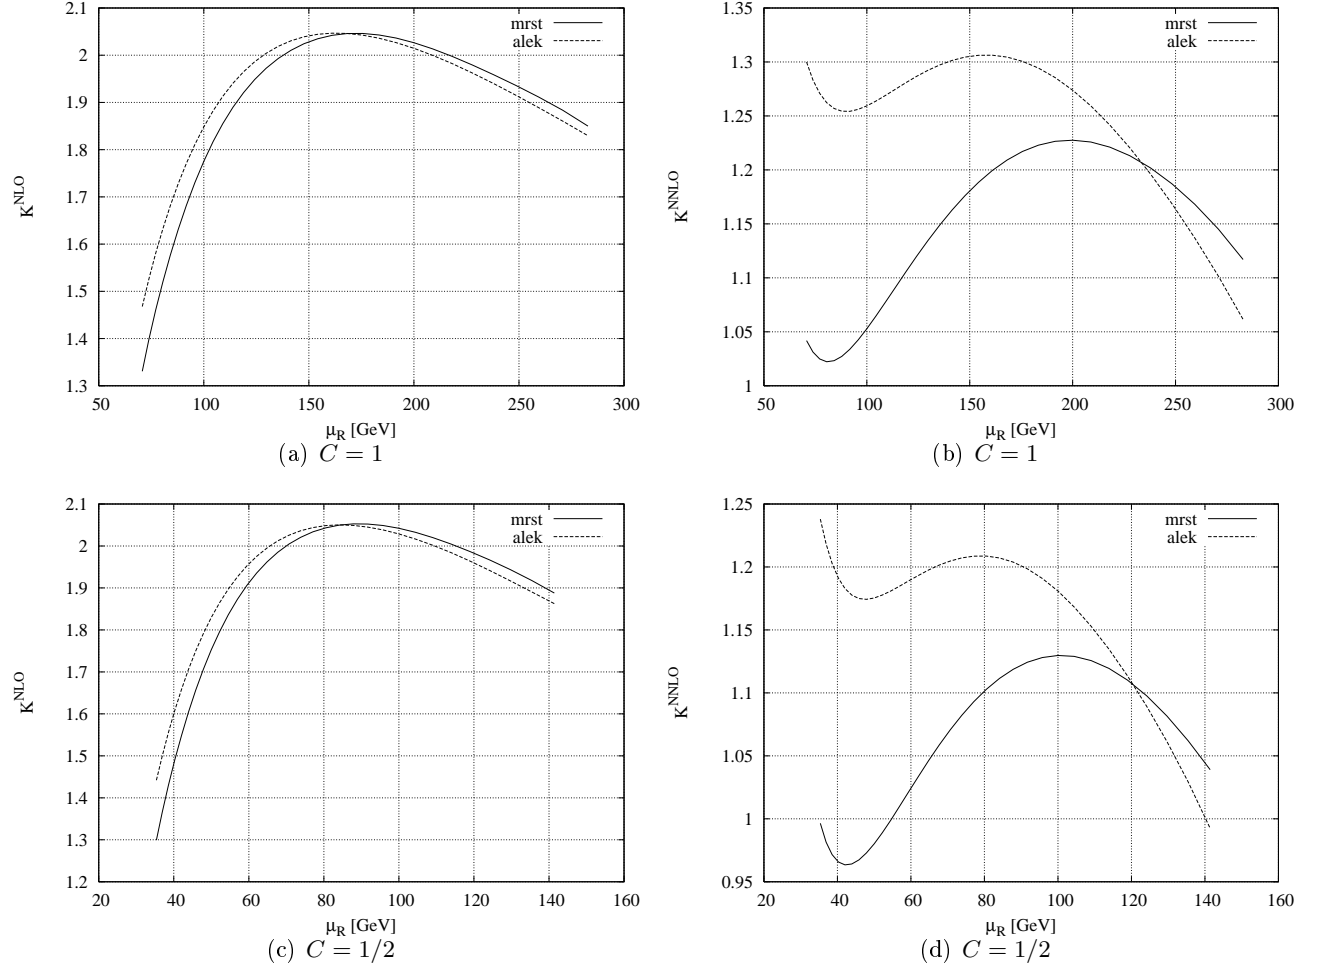 2.1
2
1.9
1.8
1.7
1.6
1.5
1.4
1.3
50 100 150 200 250 300
K^NLO
μ_R [GeV]
mrst
alek
(a) C = 1
1.35
1.3
1.25
1.2
1.15
1.1
1.05
1
50 100 150 200 250 300
K^NNLO
μ_R [GeV]
mrst
alek
(b) C = 1
2.1
2
1.9
1.8
1.7
1.6
1.5
1.4
1.3
1.2
20 40 60 80 100 120 140 160
K^NLO
μ_R [GeV]
mrst
alek
(c) C = 1/2
1.25
1.2
1.15
1.1
1.05
1
0.95
20 40 60 80 100 120 140 160
K^NNLO
μ_R [GeV]
mrst
alek
(d) C = 1/2